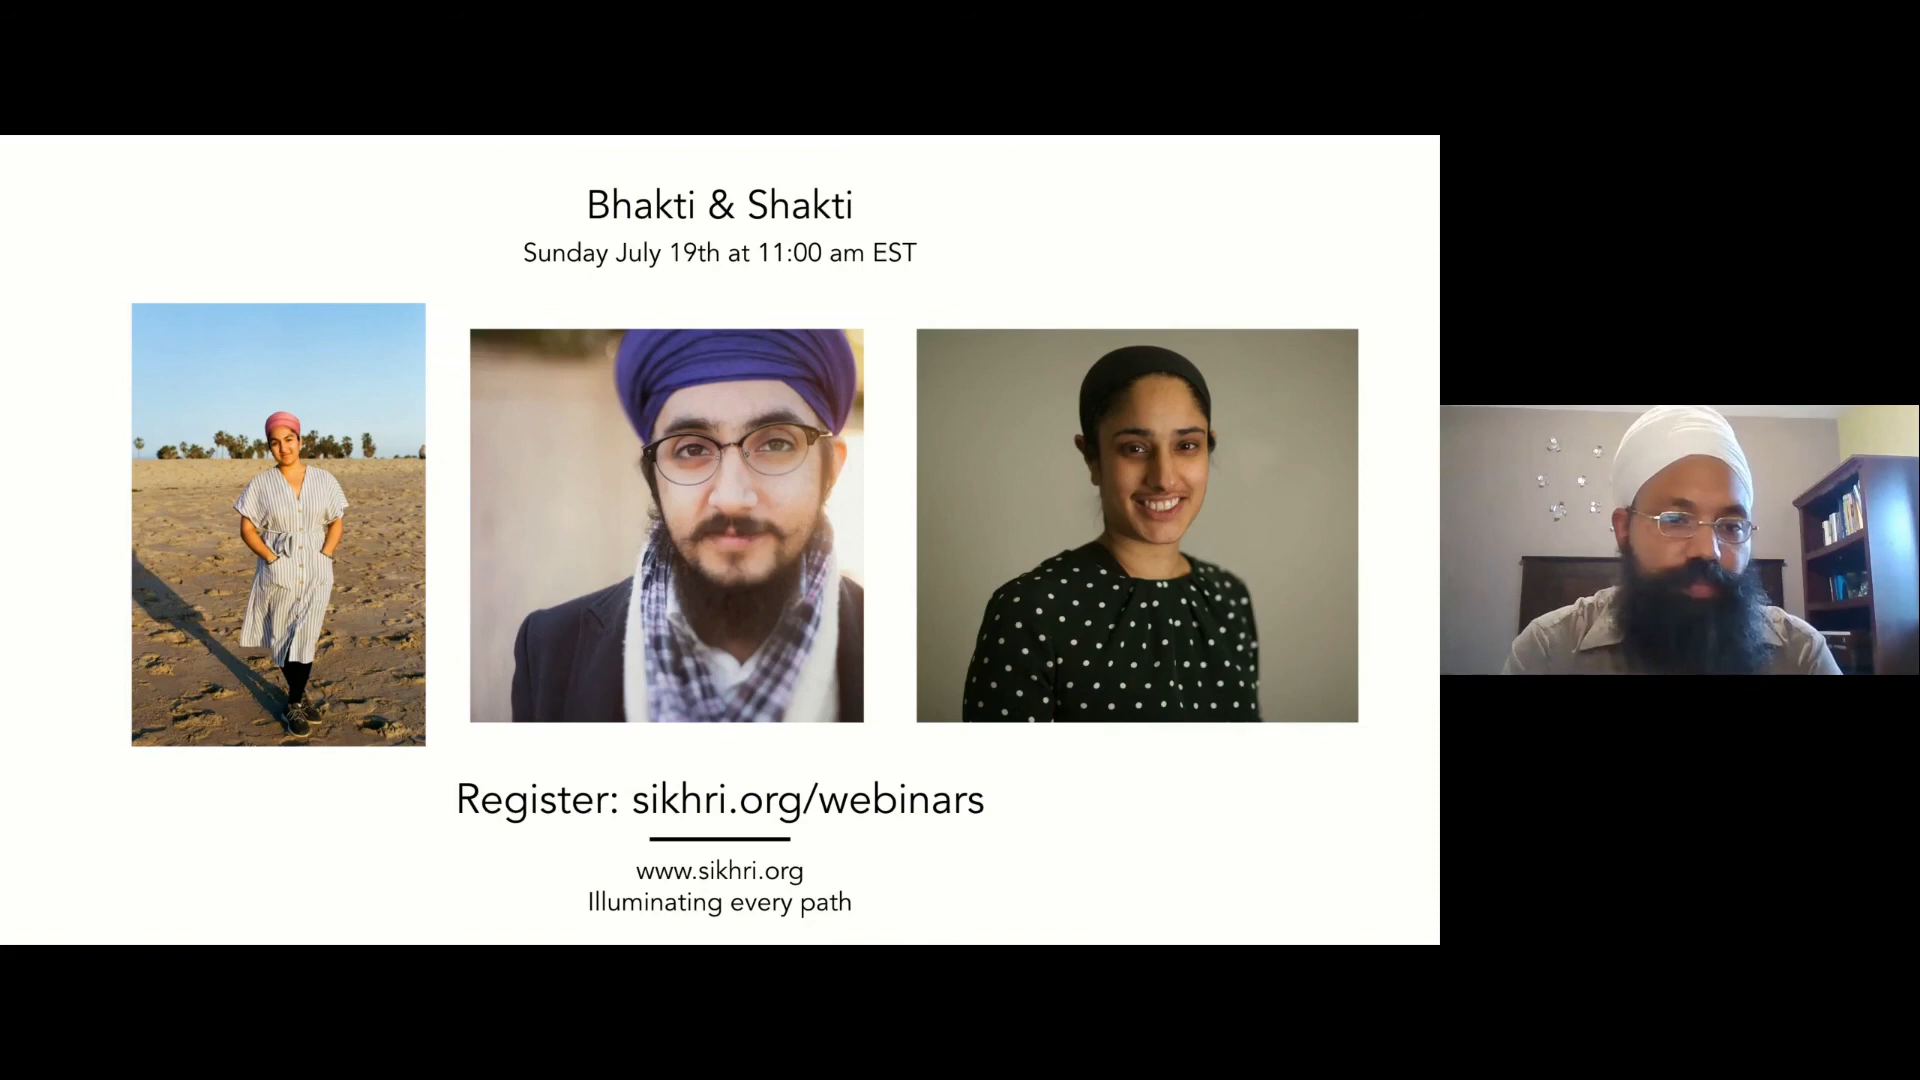 Bhakti & Shakti
Sunday July 19th at 11:00 am EST
Register: sikhri.org/webinars
www.sikhri.org
Illuminating every path